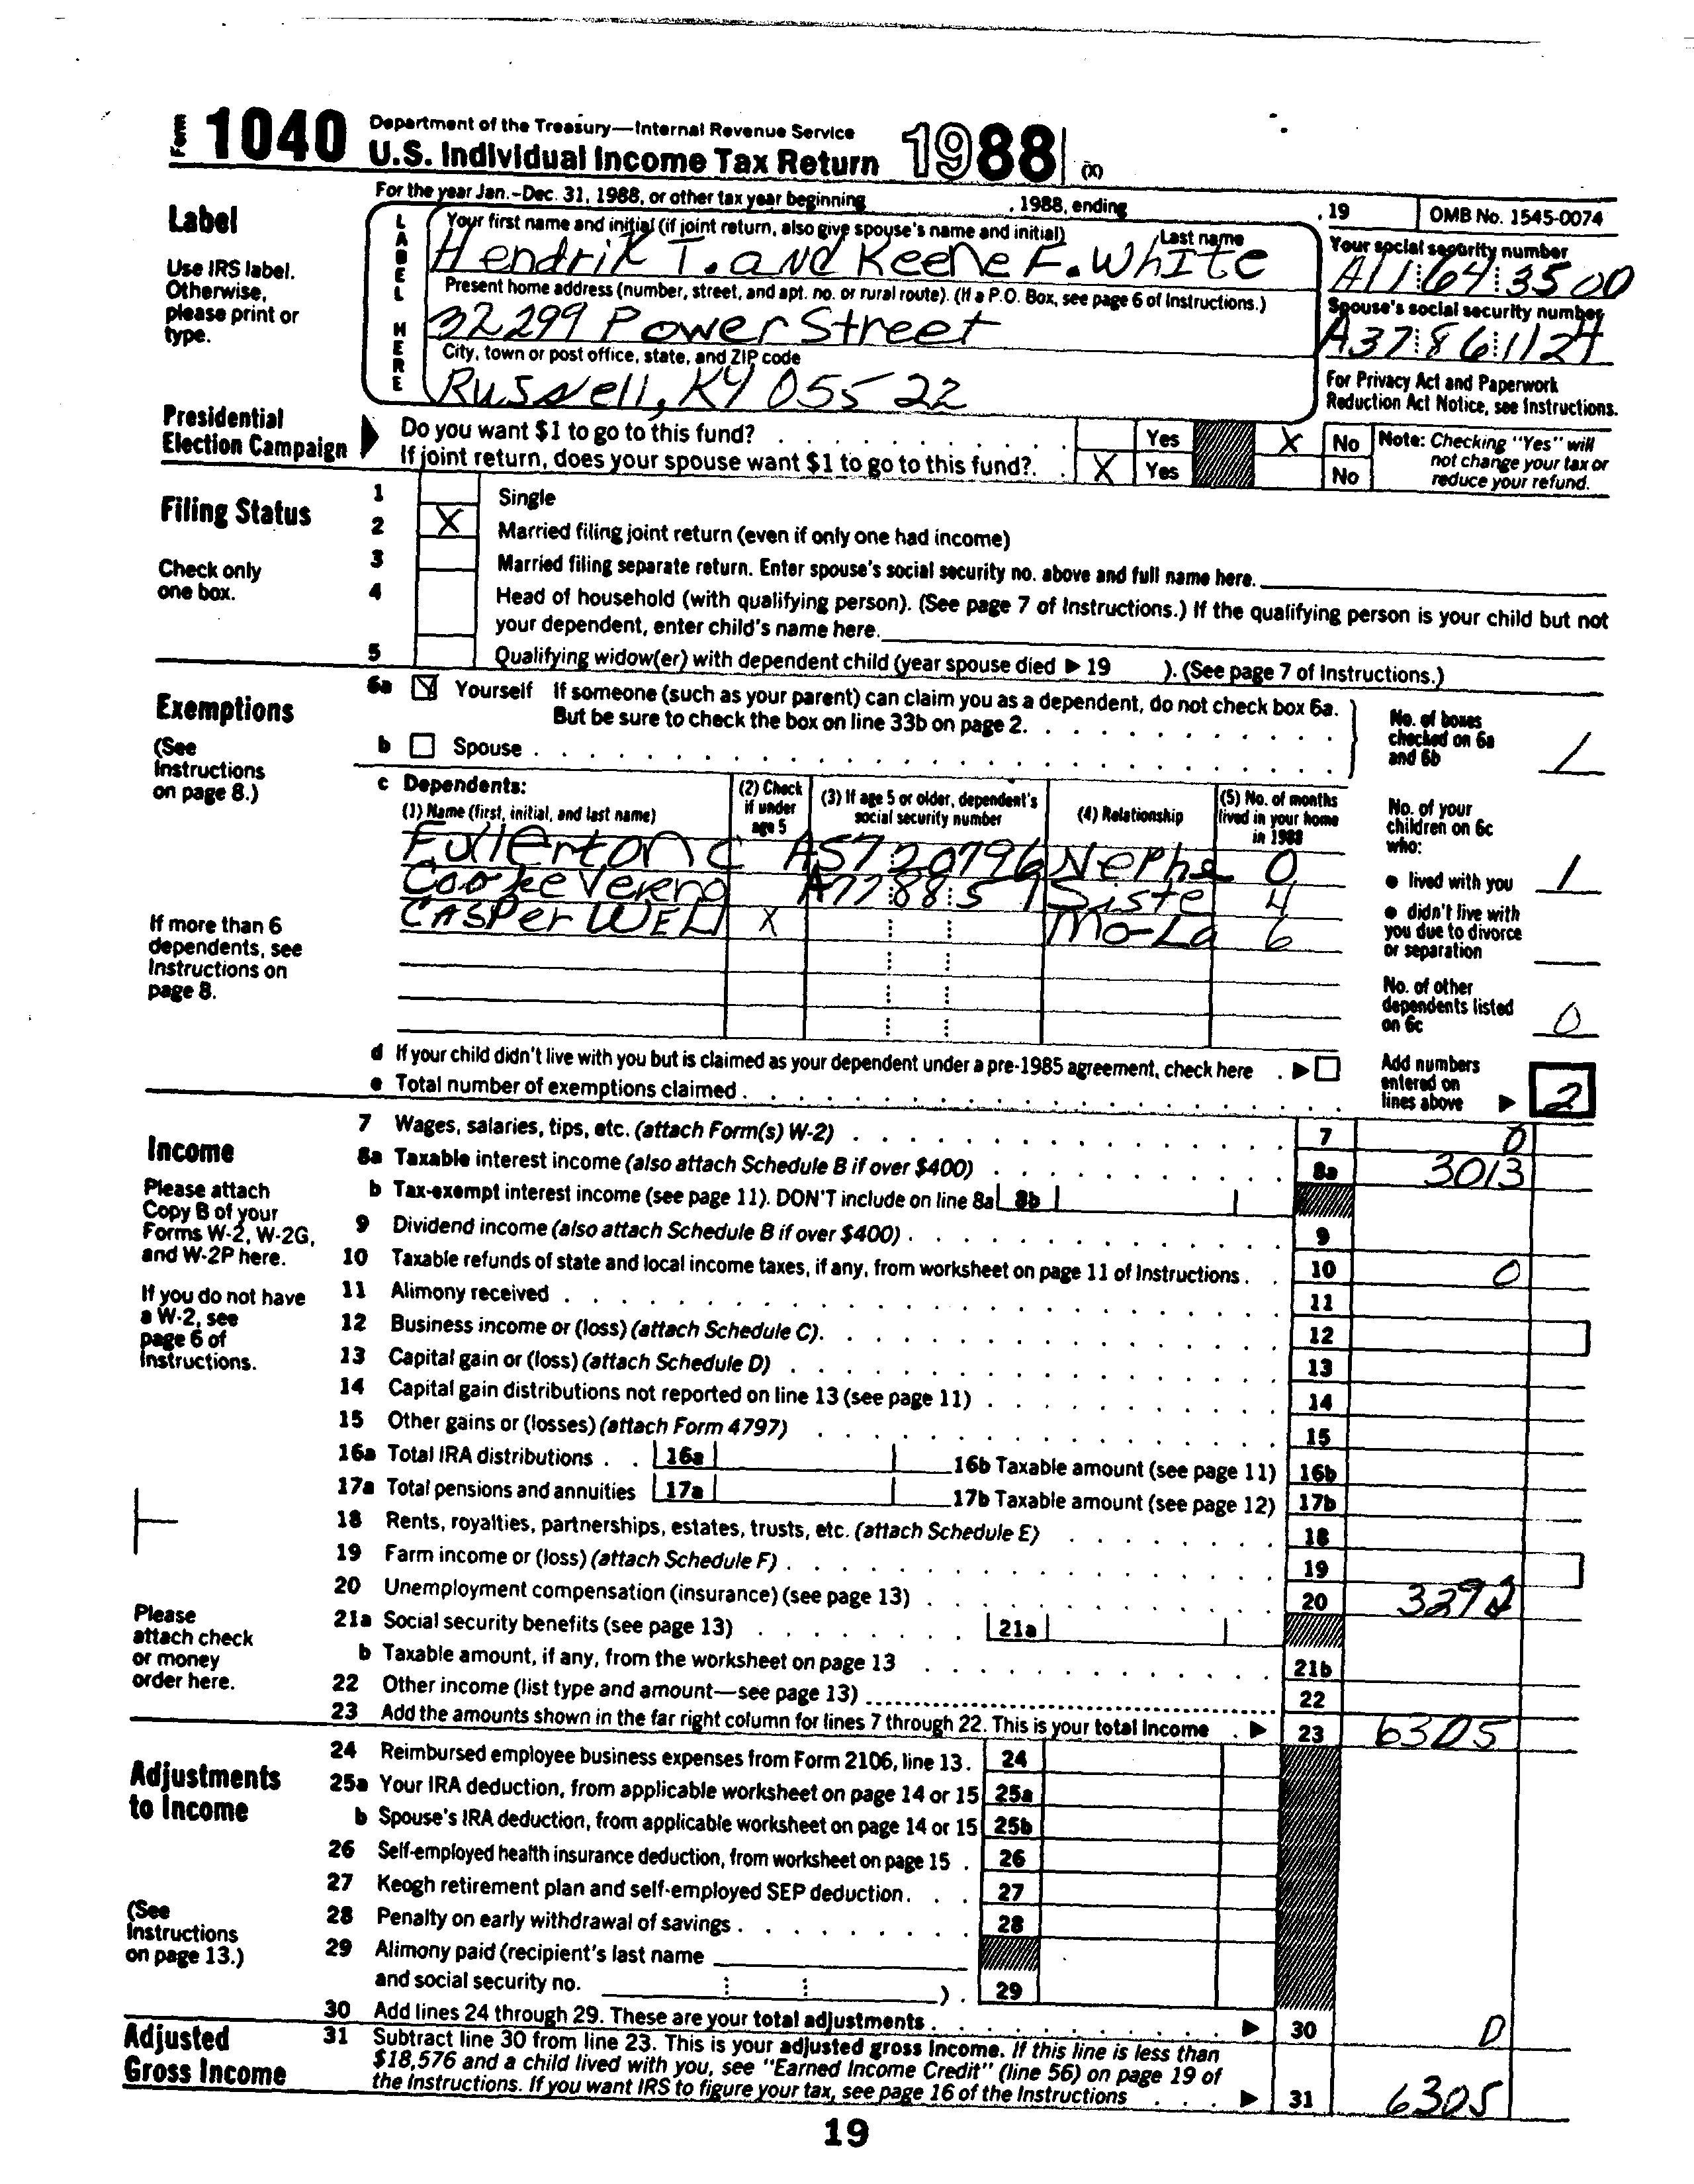 Form 1040 Department of the Treasury—Internal Revenue Service
U.S. Individual Income Tax Return 1988 (X)
For the year Jan.-Dec. 31, 1988, or other tax year beginning , 1988, ending , 19 OMB No. 1545-0074
Label
Use IRS label. Otherwise, please print or type.
LABEL HERE
Your first name and initial (if joint return, also give spouse's name and initial) Last name
Hendrik T. and Keene F. White
Your social security number
A11 64 3500
Present home address (number, street, and apt. no. or rural route). (If a P.O. Box, see page 6 of Instructions.)
32299 Power Street
Spouse's social security number
A37 86 1124
City, town or post office, state, and ZIP code
Russell, KY 05522
For Privacy Act and Paperwork Reduction Act Notice, see Instructions.
Presidential Election Campaign
Do you want $1 to go to this fund? Yes X No
If joint return, does your spouse want $1 to go to this fund? X Yes No
Note: Checking "Yes" will not change your tax or reduce your refund.
Filing Status
Check only one box.
1 Single
2 X Married filing joint return (even if only one had income)
3 Married filing separate return. Enter spouse's social security no. above and full name here.
4 Head of household (with qualifying person). (See page 7 of Instructions.) If the qualifying person is your child but not
your dependent, enter child's name here.
5 Qualifying widow(er) with dependent child (year spouse died ▶ 19 ). (See page 7 of Instructions.)
Exemptions
(See Instructions on page 8.)
6a X Yourself If someone (such as your parent) can claim you as a dependent, do not check box 6a.
But be sure to check the box on line 33b on page 2.
b Spouse
No. of boxes checked on 6a and 6b 1
c Dependents:
(1) Name (first, initial, and last name) (2) Check if under age 5 (3) If age 5 or older, dependent's social security number (4) Relationship (5) No. of months lived in your home in 1988
Fullerton C A57 20796 Nephe 0
Cooke Verena A77 88 5 1 Siste 4
Casper WELI X Mo-La 6
If more than 6 dependents, see Instructions on page 8.
No. of your children on 6c who:
● lived with you 1
● didn't live with you due to divorce or separation
No. of other dependents listed on 6c 0
d If your child didn't live with you but is claimed as your dependent under a pre-1985 agreement, check here ▶
e Total number of exemptions claimed
Add numbers entered on lines above ▶ 2
Income
Please attach Copy B of your Forms W-2, W-2G, and W-2P here.
If you do not have a W-2, see page 6 of Instructions.
Please attach check or money order here.
7 Wages, salaries, tips, etc. (attach Form(s) W-2) 7 0
8a Taxable interest income (also attach Schedule B if over $400) 8a 3013
b Tax-exempt interest income (see page 11). DON'T include on line 8a 8b
9 Dividend income (also attach Schedule B if over $400) 9
10 Taxable refunds of state and local income taxes, if any, from worksheet on page 11 of Instructions. 10 0
11 Alimony received 11
12 Business income or (loss) (attach Schedule C). 12
13 Capital gain or (loss) (attach Schedule D) 13
14 Capital gain distributions not reported on line 13 (see page 11) 14
15 Other gains or (losses) (attach Form 4797) 15
16a Total IRA distributions 16a 16b Taxable amount (see page 11) 16b
17a Total pensions and annuities 17a 17b Taxable amount (see page 12) 17b
18 Rents, royalties, partnerships, estates, trusts, etc. (attach Schedule E) 18
19 Farm income or (loss) (attach Schedule F) 19
20 Unemployment compensation (insurance) (see page 13) 20 3292
21a Social security benefits (see page 13) 21a
b Taxable amount, if any, from the worksheet on page 13 21b
22 Other income (list type and amount—see page 13) 22
23 Add the amounts shown in the far right column for lines 7 through 22. This is your total income ▶ 23 6305
Adjustments to Income
(See Instructions on page 13.)
24 Reimbursed employee business expenses from Form 2106, line 13. 24
25a Your IRA deduction, from applicable worksheet on page 14 or 15 25a
b Spouse's IRA deduction, from applicable worksheet on page 14 or 15 25b
26 Self-employed health insurance deduction, from worksheet on page 15 26
27 Keogh retirement plan and self-employed SEP deduction 27
28 Penalty on early withdrawal of savings 28
29 Alimony paid (recipient's last name
and social security no. ) 29
30 Add lines 24 through 29. These are your total adjustments ▶ 30 0
Adjusted Gross Income
31 Subtract line 30 from line 23. This is your adjusted gross income. If this line is less than
$18,576 and a child lived with you, see "Earned Income Credit" (line 56) on page 19 of
the Instructions. If you want IRS to figure your tax, see page 16 of the Instructions ▶ 31 6305
19